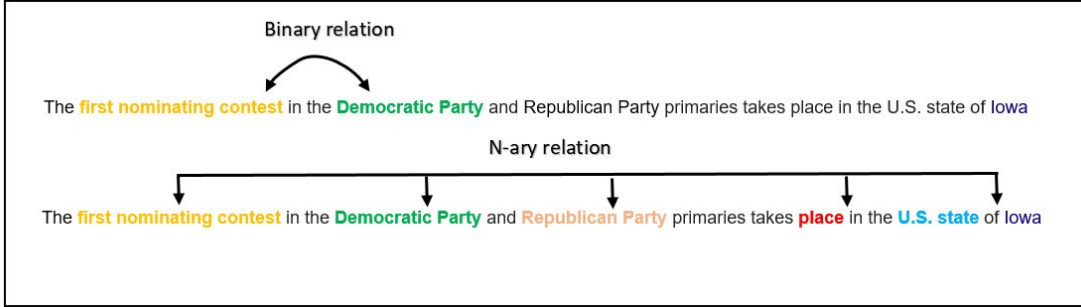 Binary relation
The first nominating contest in the Democratic Party and Republican Party primaries takes place in the U.S. state of Iowa
N-ary relation
The first nominating contest in the Democratic Party and Republican Party primaries takes place in the U.S. state of Iowa